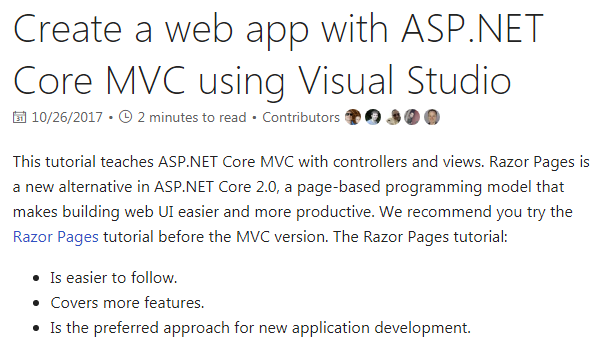 Create a web app with ASP.NET
Core MVC using Visual Studio
10/26/2017 • 2 minutes to read • Contributors
This tutorial teaches ASP.NET Core MVC with controllers and views. Razor Pages is
a new alternative in ASP.NET Core 2.0, a page-based programming model that
makes building web UI easier and more productive. We recommend you try the
Razor Pages tutorial before the MVC version. The Razor Pages tutorial:
• Is easier to follow.
• Covers more features.
• Is the preferred approach for new application development.